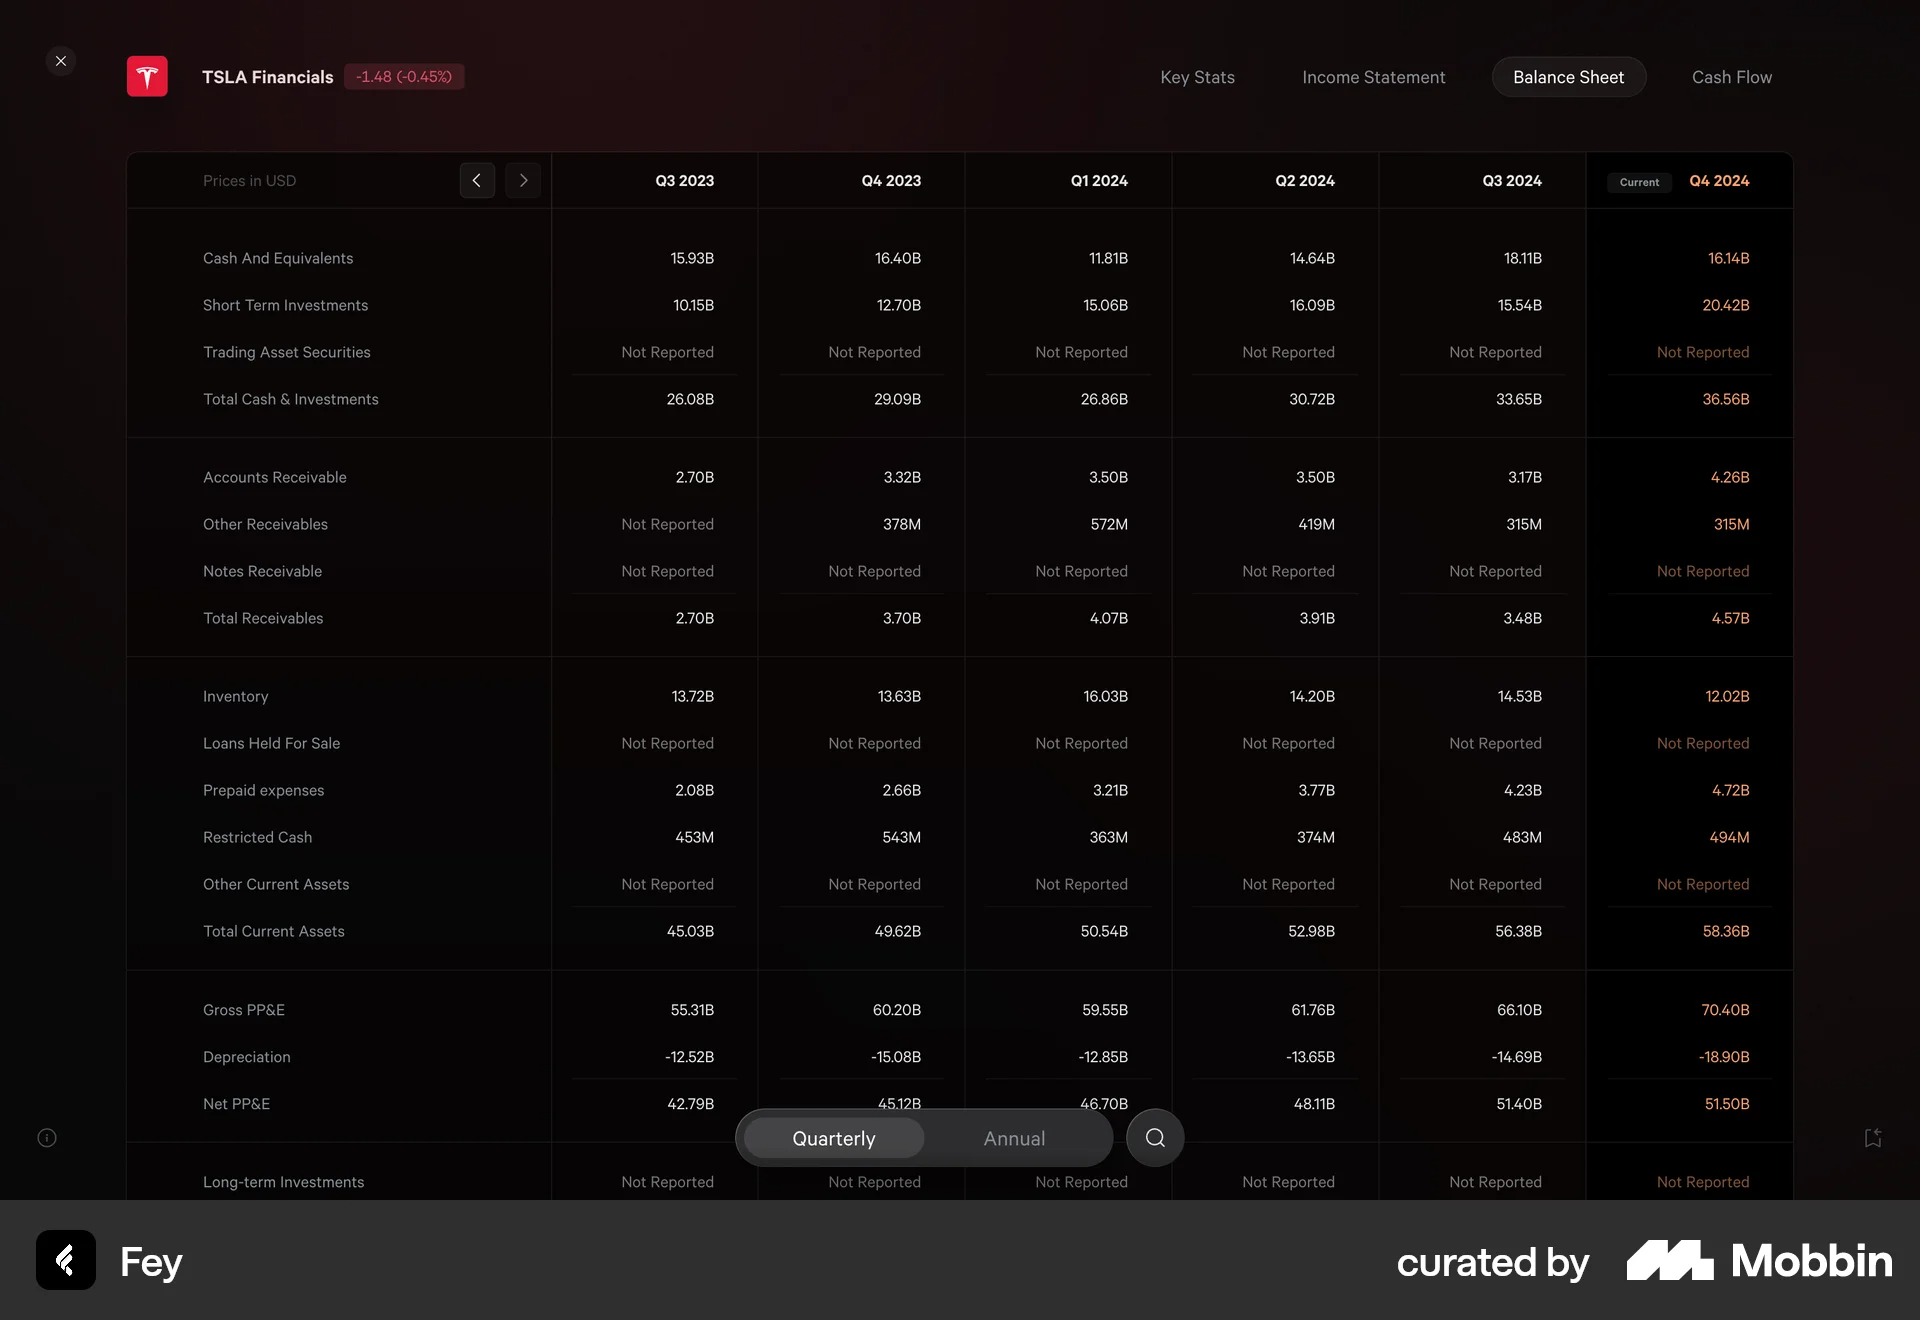 TSLA Financials -1.48 (-0.45%) Key Stats Income Statement Balance Sheet Cash Flow
Prices in USD Q3 2023 Q4 2023 Q1 2024 Q2 2024 Q3 2024 Current Q4 2024
Cash And Equivalents 15.93B 16.40B 11.81B 14.64B 18.11B 16.14B
Short Term Investments 10.15B 12.70B 15.06B 16.09B 15.54B 20.42B
Trading Asset Securities Not Reported Not Reported Not Reported Not Reported Not Reported Not Reported
Total Cash & Investments 26.08B 29.09B 26.86B 30.72B 33.65B 36.56B
Accounts Receivable 2.70B 3.32B 3.50B 3.50B 3.17B 4.26B
Other Receivables Not Reported 378M 572M 419M 315M 315M
Notes Receivable Not Reported Not Reported Not Reported Not Reported Not Reported Not Reported
Total Receivables 2.70B 3.70B 4.07B 3.91B 3.48B 4.57B
Inventory 13.72B 13.63B 16.03B 14.20B 14.53B 12.02B
Loans Held For Sale Not Reported Not Reported Not Reported Not Reported Not Reported Not Reported
Prepaid expenses 2.08B 2.66B 3.21B 3.77B 4.23B 4.72B
Restricted Cash 453M 543M 363M 374M 483M 494M
Other Current Assets Not Reported Not Reported Not Reported Not Reported Not Reported Not Reported
Total Current Assets 45.03B 49.62B 50.54B 52.98B 56.38B 58.36B
Gross PP&E 55.31B 60.20B 59.55B 61.76B 66.10B 70.40B
Depreciation -12.52B -15.08B -12.85B -13.65B -14.69B -18.90B
Net PP&E 42.79B 45.12B 46.70B 48.11B 51.40B 51.50B
Quarterly Annual
Long-term Investments Not Reported Not Reported Not Reported Not Reported Not Reported Not Reported
Fey curated by Mobbin